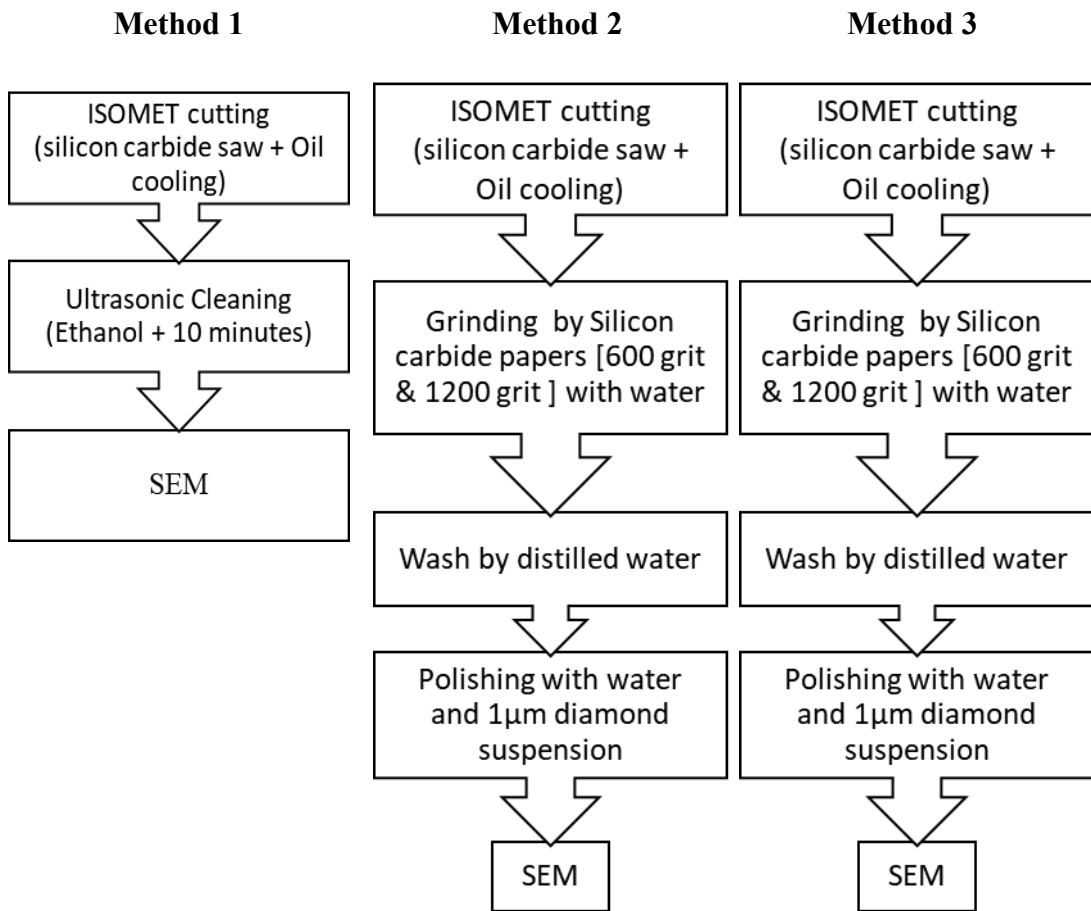 Method 1
ISOMET cutting
(silicon carbide saw + Oil
cooling)
Ultrasonic Cleaning
(Ethanol + 10 minutes)
SEM
Method 2
ISOMET cutting
(silicon carbide saw +
Oil cooling)
Grinding by Silicon
carbide papers [600 grit
& 1200 grit ] with water
Wash by distilled water
Polishing with water
and 1µm diamond
suspension
SEM
Method 3
ISOMET cutting
(silicon carbide saw +
Oil cooling)
Grinding by Silicon
carbide papers [600 grit
& 1200 grit ] with water
Wash by distilled water
Polishing with water
and 1µm diamond
suspension
SEM